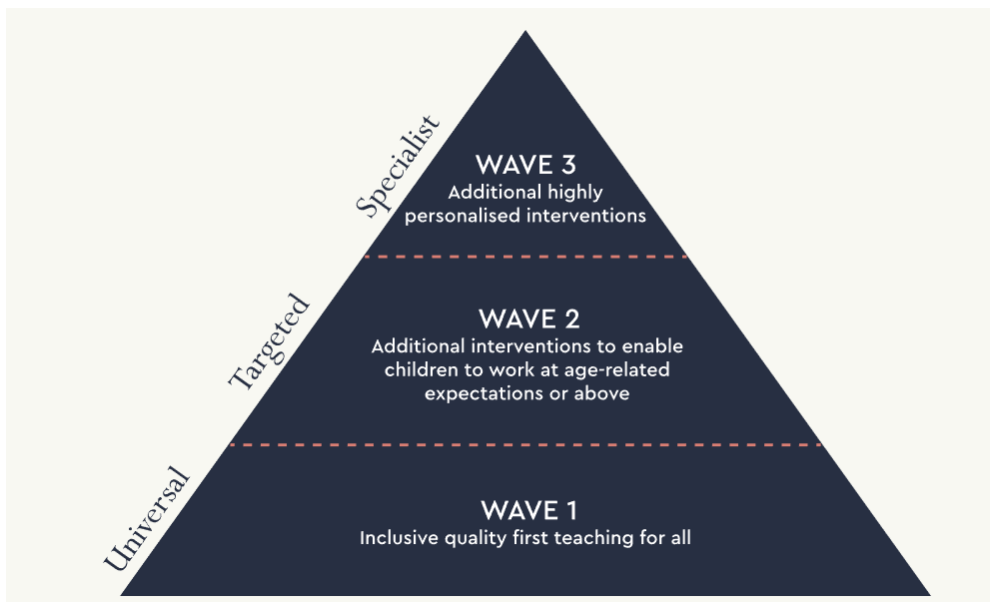 Specialist
WAVE 3
Additional highly
personalised interventions
Targeted
WAVE 2
Additional interventions to enable
children to work at age-related
expectations or above
Universal
WAVE 1
Inclusive quality first teaching for all